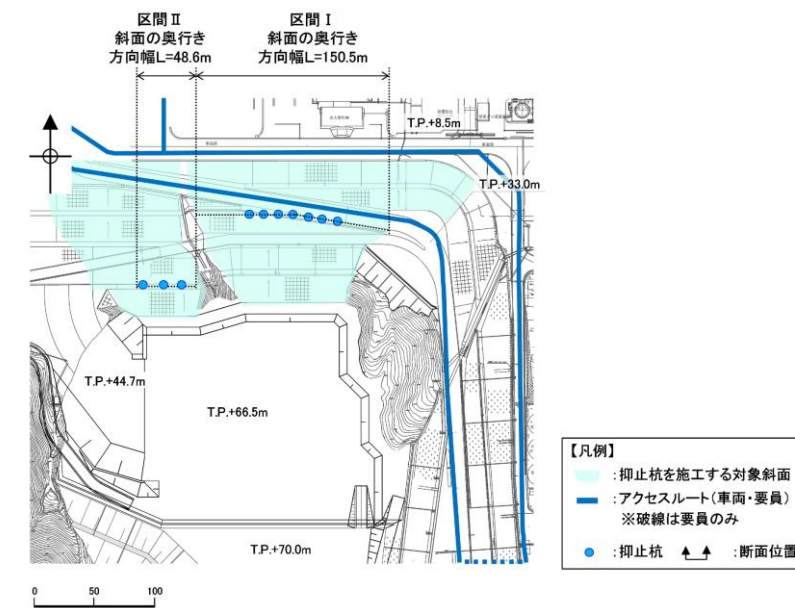 区間Ⅱ
斜面の奥行き
方向幅L=48.6m
区間Ⅰ
斜面の奥行き
方向幅L=150.5m
T.P.+8.5m
T.P.+33.0m
T.P.+44.7m
T.P.+66.5m
T.P.+70.0m
0 50 100
【凡例】
:抑止杭を施工する対象斜面
:アクセスルート(車両・要員)
※破線は要員のみ
:抑止杭 :断面位置